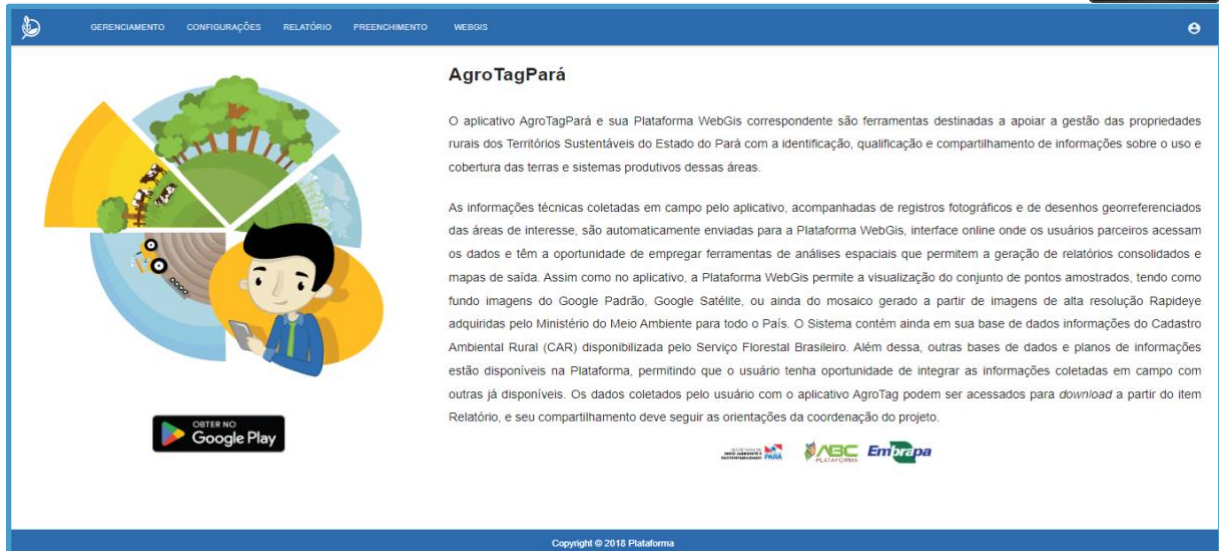 GERENCIAMENTO CONFIGURAÇÕES RELATÓRIO PREENCHIMENTO WEBGIS
AgroTagPará
O aplicativo AgroTagPará e sua Plataforma WebGis correspondente são ferramentas destinadas a apoiar a gestão das propriedades
rurais dos Territórios Sustentáveis do Estado do Pará com a identificação, qualificação e compartilhamento de informações sobre o uso e
cobertura das terras e sistemas produtivos dessas áreas.
As informações técnicas coletadas em campo pelo aplicativo, acompanhadas de registros fotográficos e de desenhos georreferenciados
das áreas de interesse, são automaticamente enviadas para a Plataforma WebGis, interface online onde os usuários parceiros acessam
os dados e têm a oportunidade de empregar ferramentas de análises espaciais que permitem a geração de relatórios consolidados e
mapas de saída. Assim como no aplicativo, a Plataforma WebGis permite a visualização do conjunto de pontos amostrados, tendo como
fundo imagens do Google Padrão, Google Satélite, ou ainda do mosaico gerado a partir de imagens de alta resolução Rapideye
adquiridas pelo Ministério do Meio Ambiente para todo o País. O Sistema contém ainda em sua base de dados informações do Cadastro
Ambiental Rural (CAR) disponibilizada pelo Serviço Florestal Brasileiro. Além dessa, outras bases de dados e planos de informações
estão disponíveis na Plataforma, permitindo que o usuário tenha oportunidade de integrar as informações coletadas em campo com
outras já disponíveis. Os dados coletados pelo usuário com o aplicativo AgroTag podem ser acessados para download a partir do item
Relatório, e seu compartilhamento deve seguir as orientações da coordenação do projeto.
OBTER NO
Google Play
SECRETARIA DE
MEIO AMBIENTE E
SUSTENTABILIDADE PARÁ
ABC
PLATAFORMA
Embrapa
Copyright © 2018 Plataforma